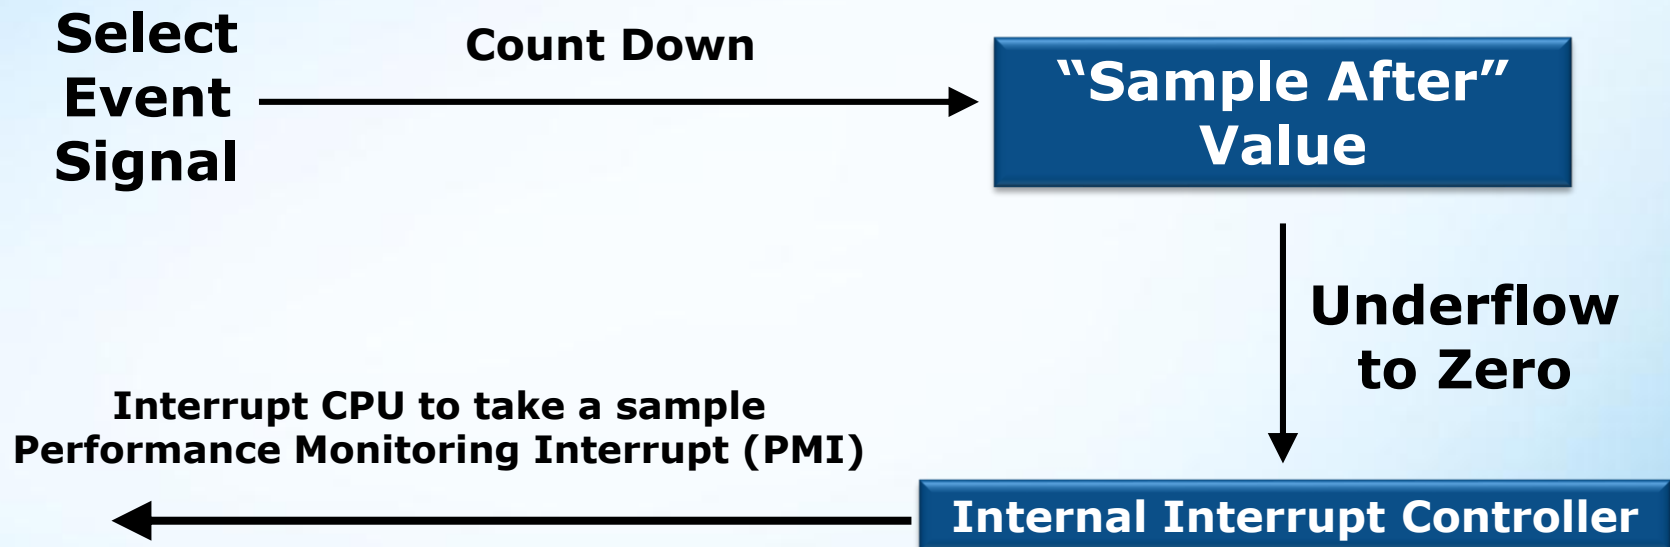 Select
Event
Signal
Count Down
“Sample After”
Value
Underflow
to Zero
Interrupt CPU to take a sample
Performance Monitoring Interrupt (PMI)
Internal Interrupt Controller